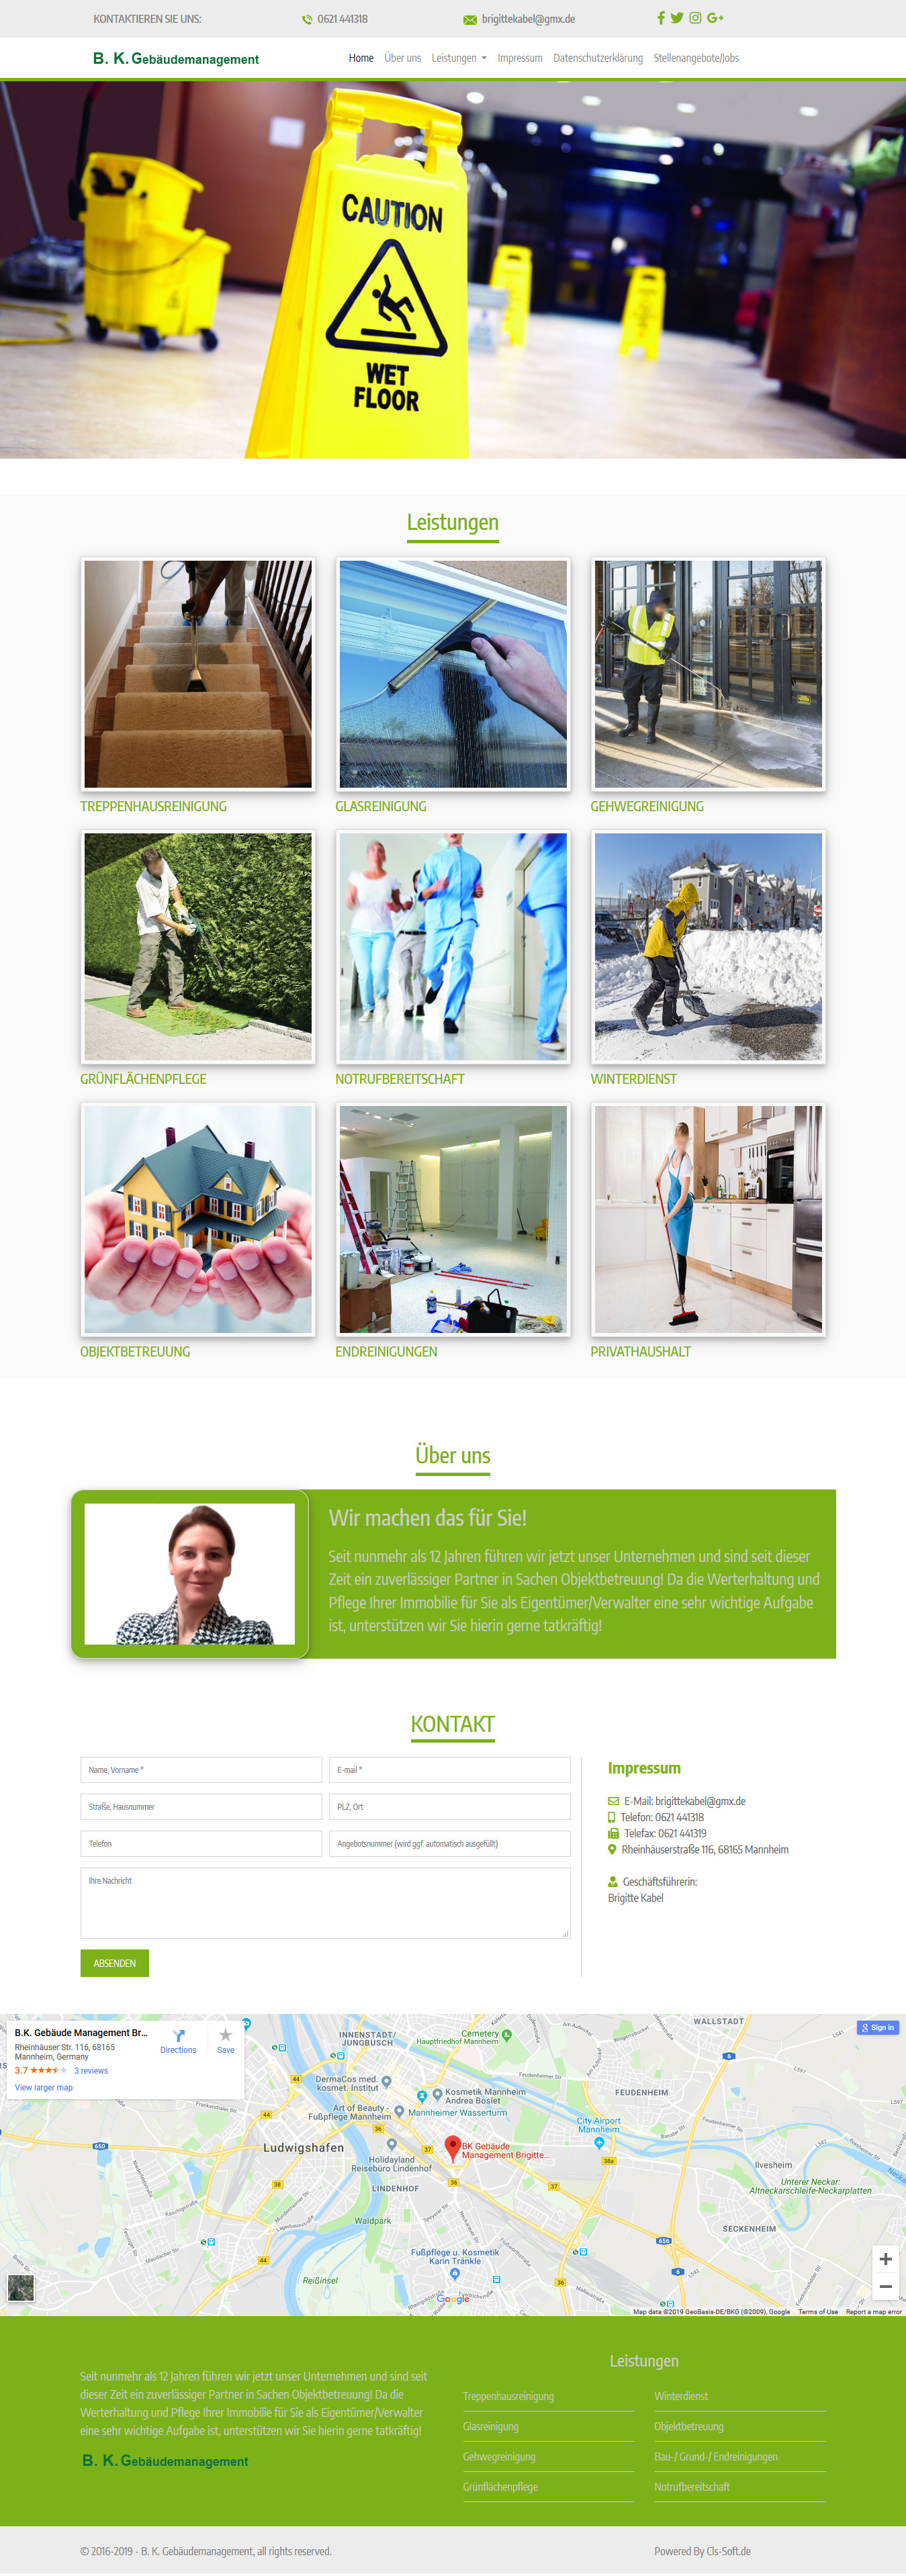 KONTAKTIEREN SIE UNS:
0621 441318
brigittekabel@gmx.de
B. K. Gebäudemanagement
Home Über uns Leistungen Impressum Datenschutzerklärung Stellenangebote/Jobs
CAUTION
WET
FLOOR
Leistungen
TREPPENHAUSREINIGUNG
GLASREINIGUNG
GEHWEGREINIGUNG
GRÜNFLÄCHENPFLEGE
NOTRUFBEREITSCHAFT
WINTERDIENST
OBJEKTBETREUUNG
ENDREINIGUNGEN
PRIVATHAUSHALT
Über uns
Wir machen das für Sie!
Seit nunmehr als 12 Jahren führen wir jetzt unser Unternehmen und sind seit dieser
Zeit ein zuverlässiger Partner in Sachen Objektbetreuung! Da die Werterhaltung und
Pflege Ihrer Immobilie für Sie als Eigentümer/Verwalter eine sehr wichtige Aufgabe
ist, unterstützen wir Sie hierin gerne tatkräftig!
KONTAKT
Name, Vorname *
E-mail *
Straße, Hausnummer
PLZ, Ort
Telefon
Angebotsnummer (wird ggf. automatisch ausgefüllt)
Ihre Nachricht
ABSENDEN
Impressum
E-Mail: brigittekabel@gmx.de
Telefon: 0621 441318
Telefax: 0621 441319
Rheinhäuserstraße 116, 68165 Mannheim
Geschäftsführerin:
Brigitte Kabel
B.K. Gebäude Management Br...
Rheinhäuser Str. 116, 68165
Mannheim, Germany
3.7
3 reviews
View larger map
Directions
Save
Sign in
INNENSTADT/
JUNGBUSCH
Cemetery
Hauptfriedhof Mannheim
WALLSTADT
DermaCos med.
kosmet. Institut
Kosmetik Mannheim
Andrea Böslet
FEUDENHEIM
Art of Beauty -
Fußpflege Mannheim
Mannheimer Wasserturm
City Airport
Mannheim
Ludwigshafen
BK Gebäude
Management Brigitte...
Holidayland
Reisebüro Lindenhof
LINDENHOF
Ilvesheim
Unterer Neckar:
Altneckarschleife-Neckarplatten
Waldpark
SECKENHEIM
Fußpflege u. Kosmetik
Karin Tränkle
Reißinsel
Google
Map data ©2019 GeoBasis-DE/BKG (©2009), Google
Terms of Use
Report a map error
Seit nunmehr als 12 Jahren führen wir jetzt unser Unternehmen und sind seit
dieser Zeit ein zuverlässiger Partner in Sachen Objektbetreuung! Da die
Werterhaltung und Pflege Ihrer Immobilie für Sie als Eigentümer/Verwalter
eine sehr wichtige Aufgabe ist, unterstützen wir Sie hierin gerne tatkräftig!
B. K. Gebäudemanagement
Leistungen
Treppenhausreinigung
Winterdienst
Glasreinigung
Objektbetreuung
Gehwegreinigung
Bau-/ Grund-/ Endreinigungen
Grünflächenpflege
Notrufbereitschaft
© 2016-2019 - B. K. Gebäudemanagement, all rights reserved.
Powered By Cls-Soft.de